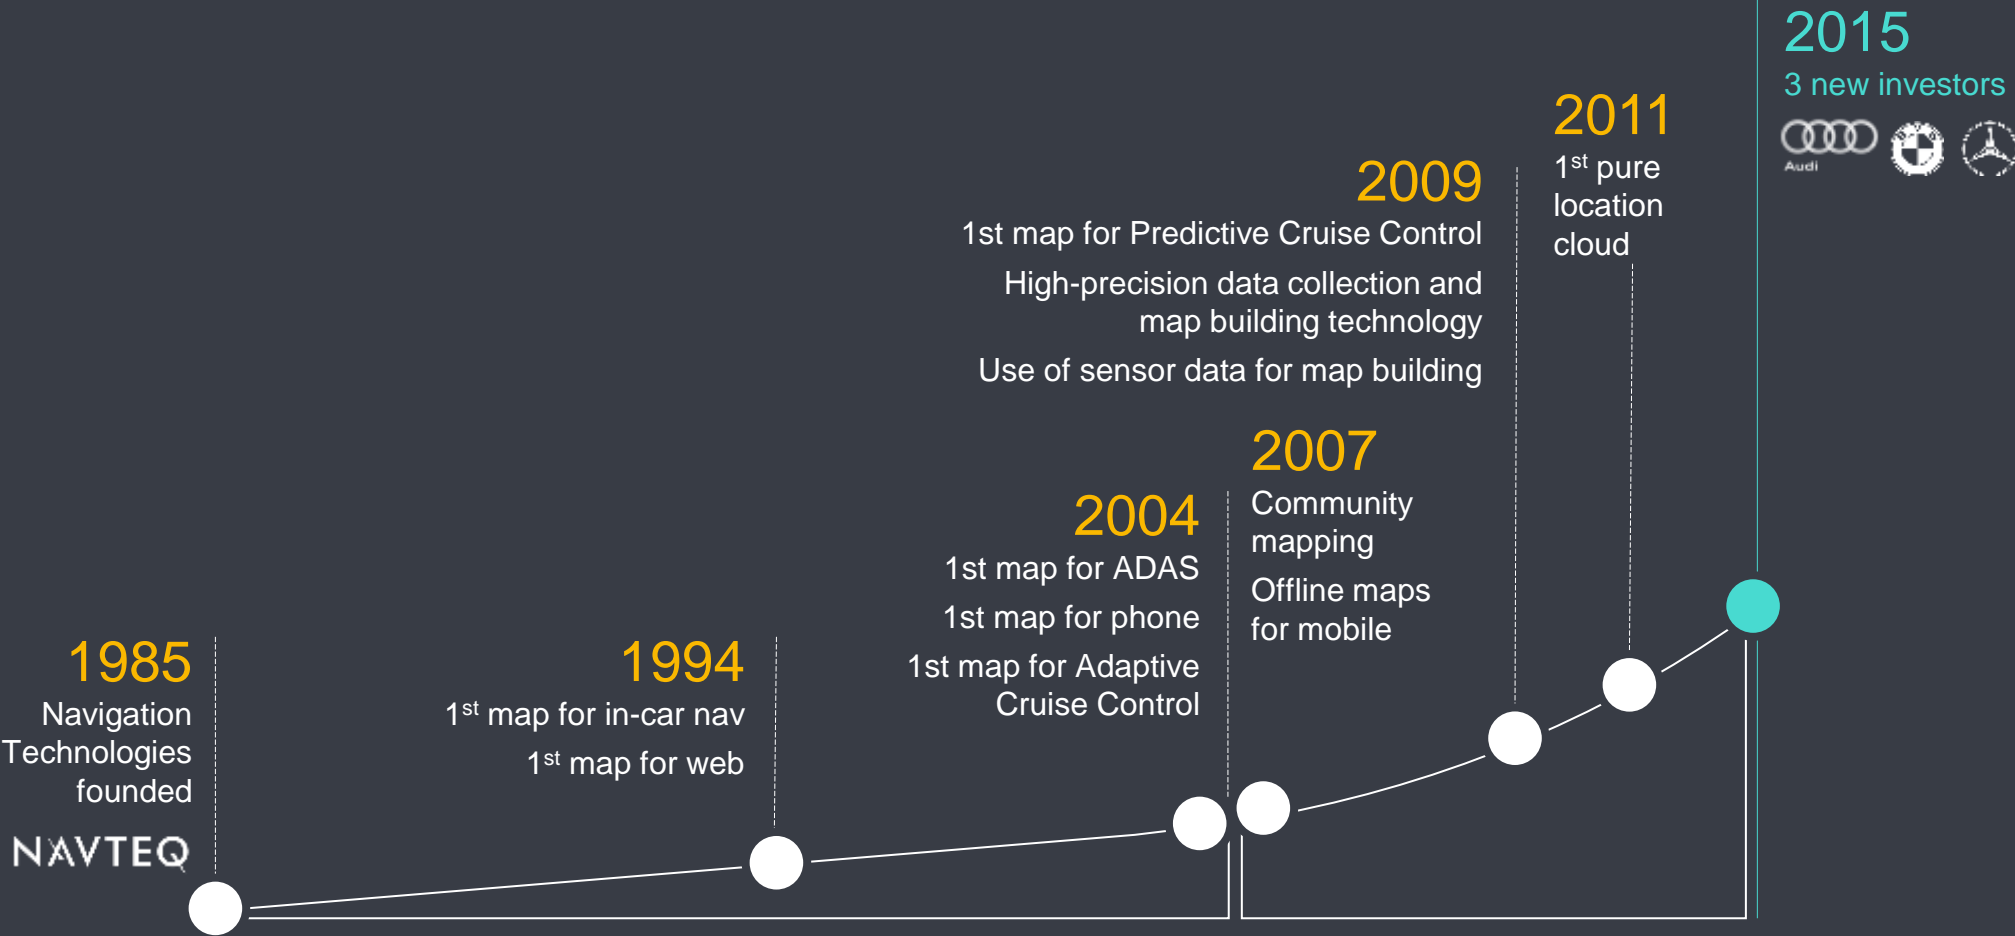 1985
Navigation
Technologies
founded
NAVTEQ
1994
1st map for in-car nav
1st map for web
2004
1st map for ADAS
1st map for phone
1st map for Adaptive
Cruise Control
2007
Community
mapping
Offline maps
for mobile
2009
1st map for Predictive Cruise Control
High-precision data collection and
map building technology
Use of sensor data for map building
2011
1st pure
location
cloud
2015
3 new investors
Audi